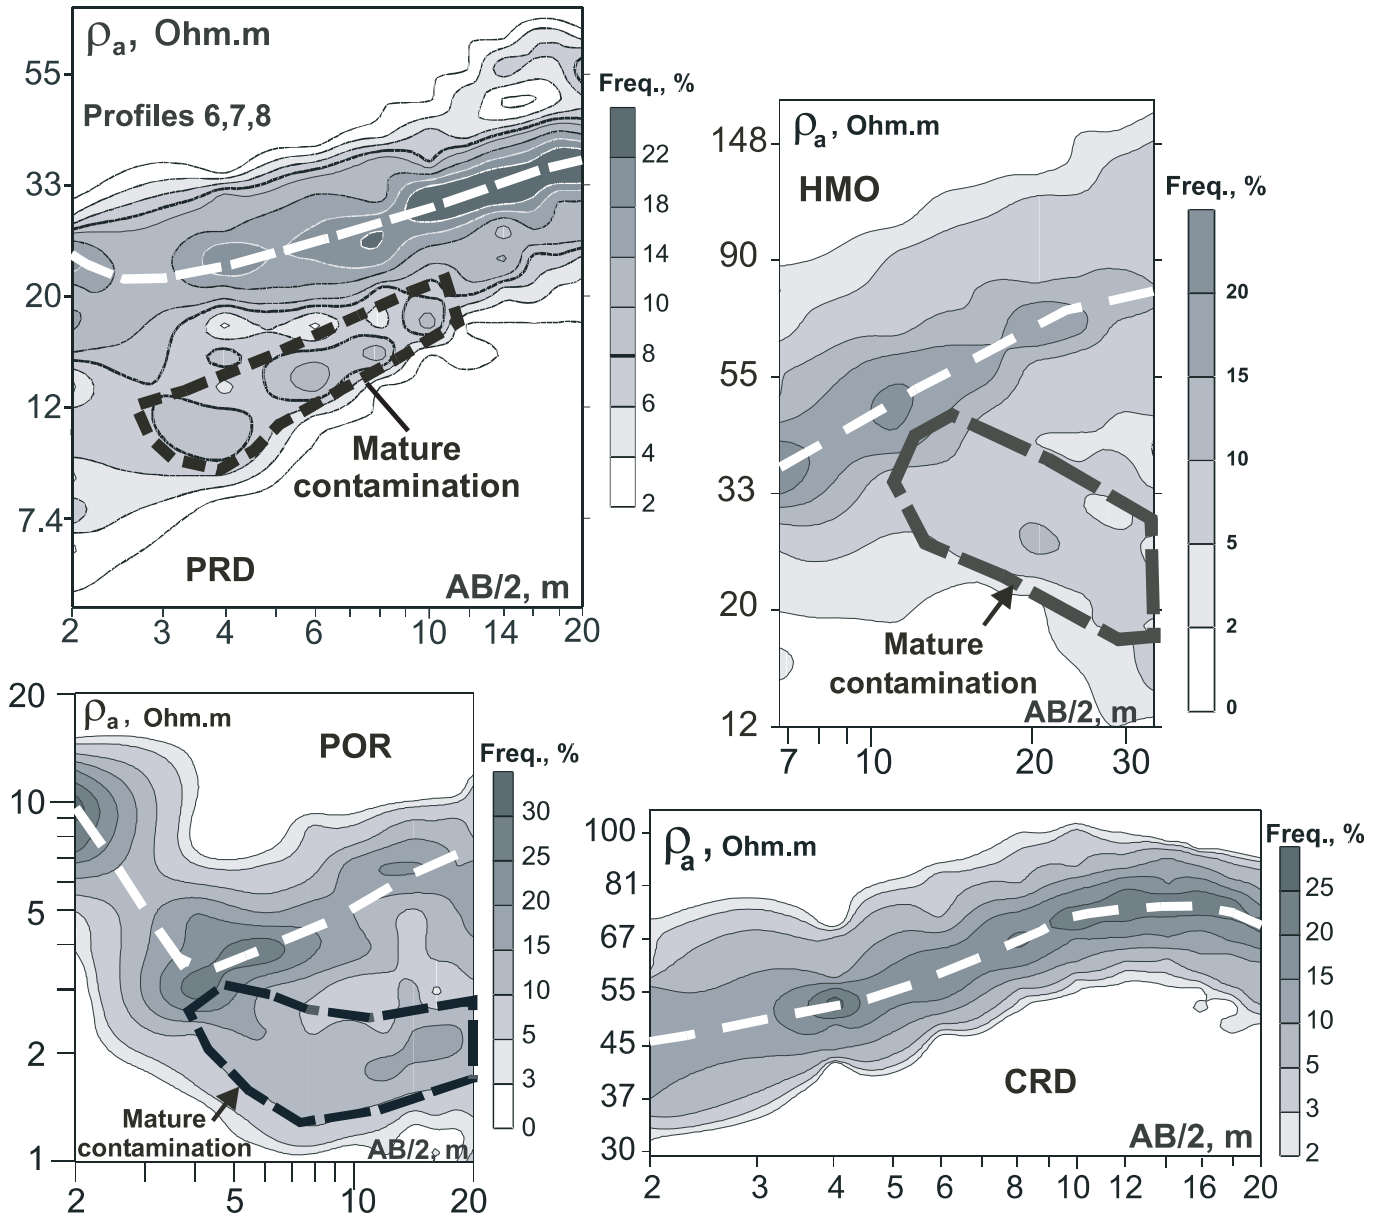 ρa, Ohm.m
Profiles 6,7,8
55
33
20
12
7.4
PRD
Mature
contamination
AB/2, m
2 3 4 6 10 14 20
Freq., %
22
18
14
10
8
6
4
2
ρa, Ohm.m
HMO
148
90
55
33
20
12
Mature
contamination
AB/2, m
7 10 20 30
Freq., %
20
15
10
5
2
0
ρa, Ohm.m
POR
20
10
5
2
1
Mature
contamination
AB/2, m
2 5 10 20
Freq., %
30
25
20
15
10
5
3
0
ρa, Ohm.m
100
81
67
55
45
37
30
CRD
AB/2, m
2 3 4 5 6 8 10 12 16 20
Freq., %
25
20
15
10
5
3
2